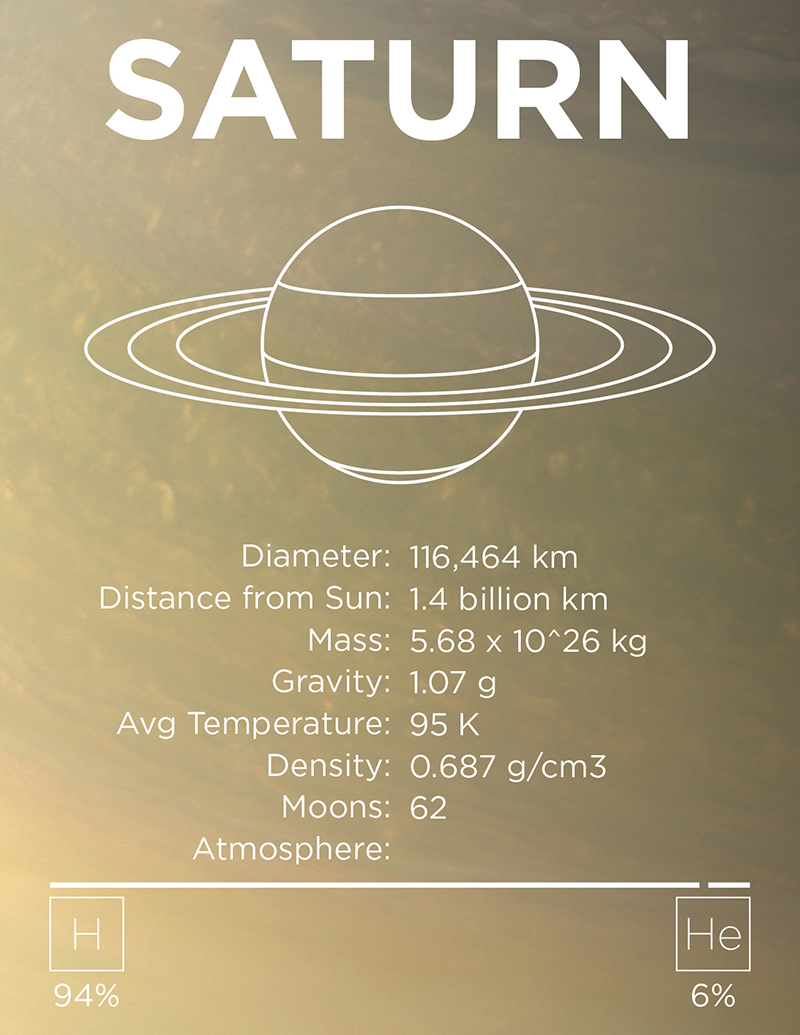 SATURN
Diameter: 116,464 km
Distance from Sun: 1.4 billion km
Mass: 5.68 x 10^26 kg
Gravity: 1.07 g
Avg Temperature: 95 K
Density: 0.687 g/cm3
Moons: 62
Atmosphere:
H He
94% 6%